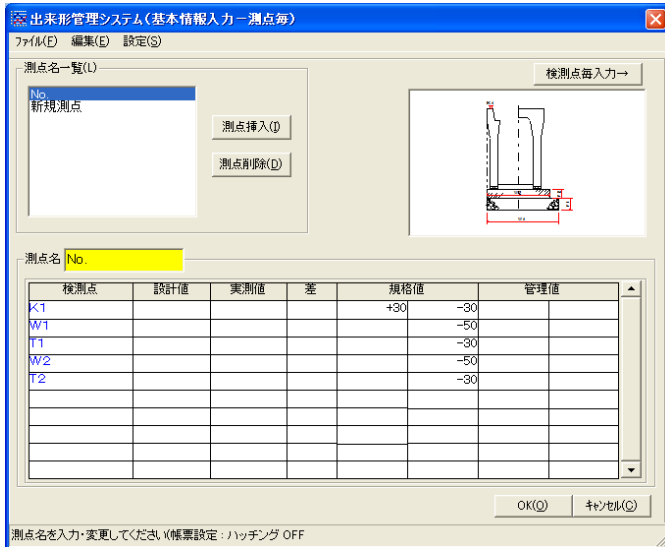 出来形管理システム(基本情報入力－測点毎)
ファイル(F) 編集(E) 設定(S)
測点名一覧(L)
検測点毎入力→
No.
新規測点
測点挿入(I)
測点削除(D)
測点名 No.
検測点 設計値 実測値 差 規格値 管理値
K1 +30 -30
W1 -50
T1 -30
W2 -50
T2 -30
OK(O) キャンセル(C)
測点名を入力・変更してください(帳票設定：ハッチング OFF